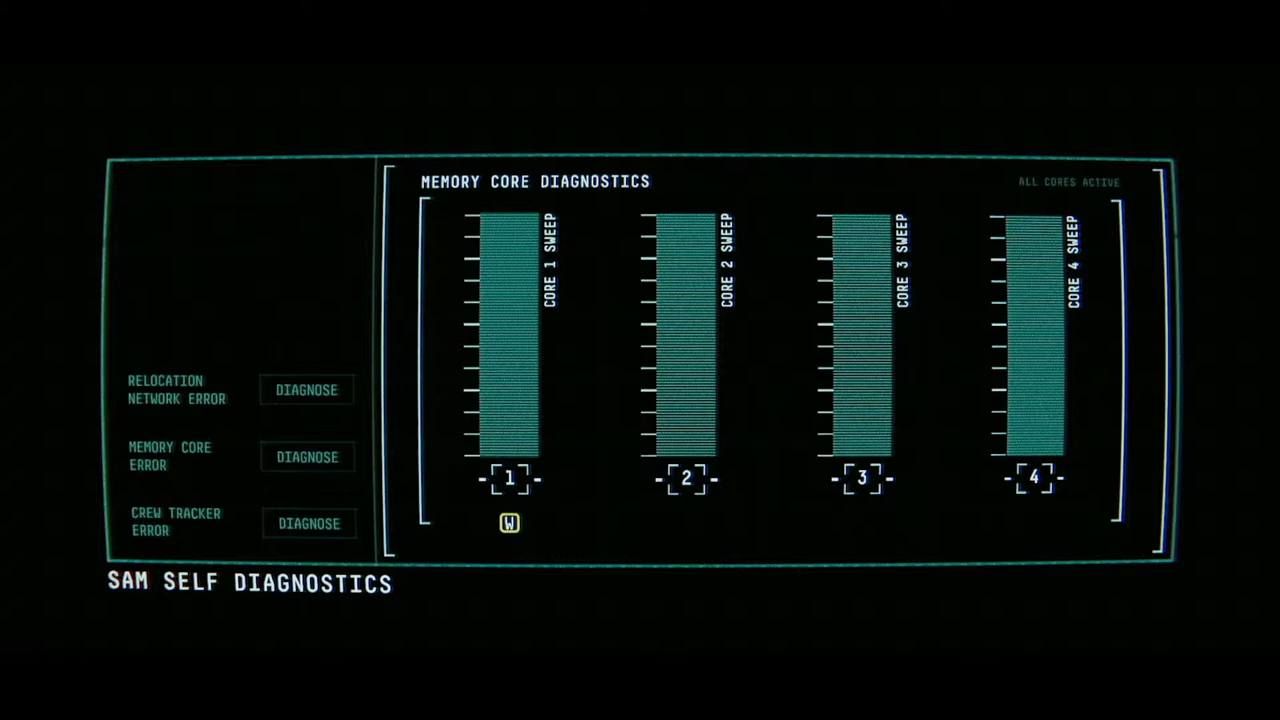 MEMORY CORE DIAGNOSTICS
ALL CORES ACTIVE
CORE 1 SWEEP
CORE 2 SWEEP
CORE 3 SWEEP
CORE 4 SWEEP
RELOCATION
NETWORK ERROR
DIAGNOSE
MEMORY CORE
ERROR
DIAGNOSE
CREW TRACKER
ERROR
DIAGNOSE
1
2
3
4
W
SAM SELF DIAGNOSTICS